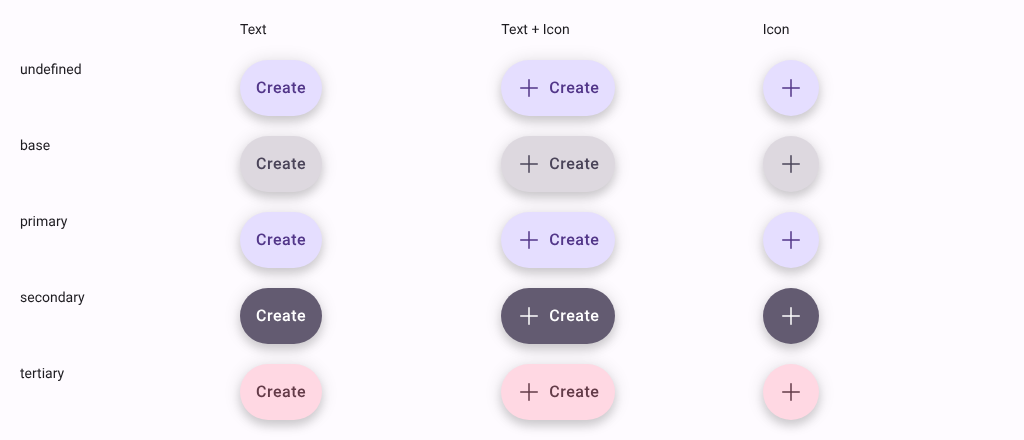 Text Text + Icon Icon
undefined Create Create
base Create Create
primary Create Create
secondary Create Create
tertiary Create Create